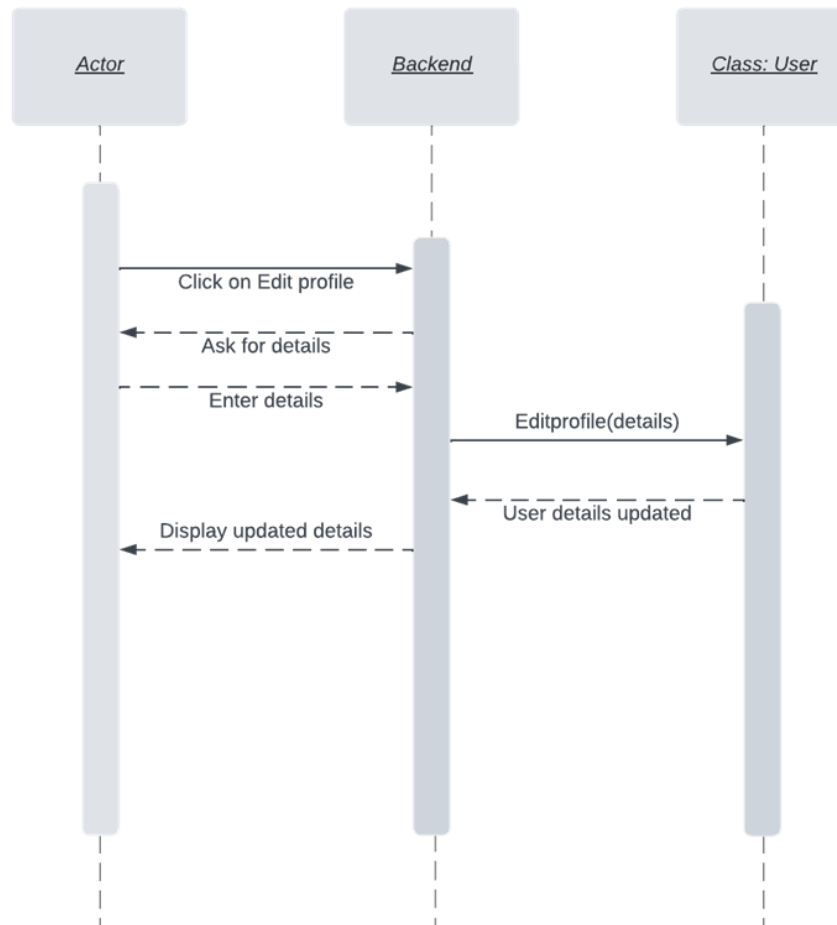 Actor
Backend
Class: User
Click on Edit profile
Ask for details
Enter details
Editprofile(details)
User details updated
Display updated details